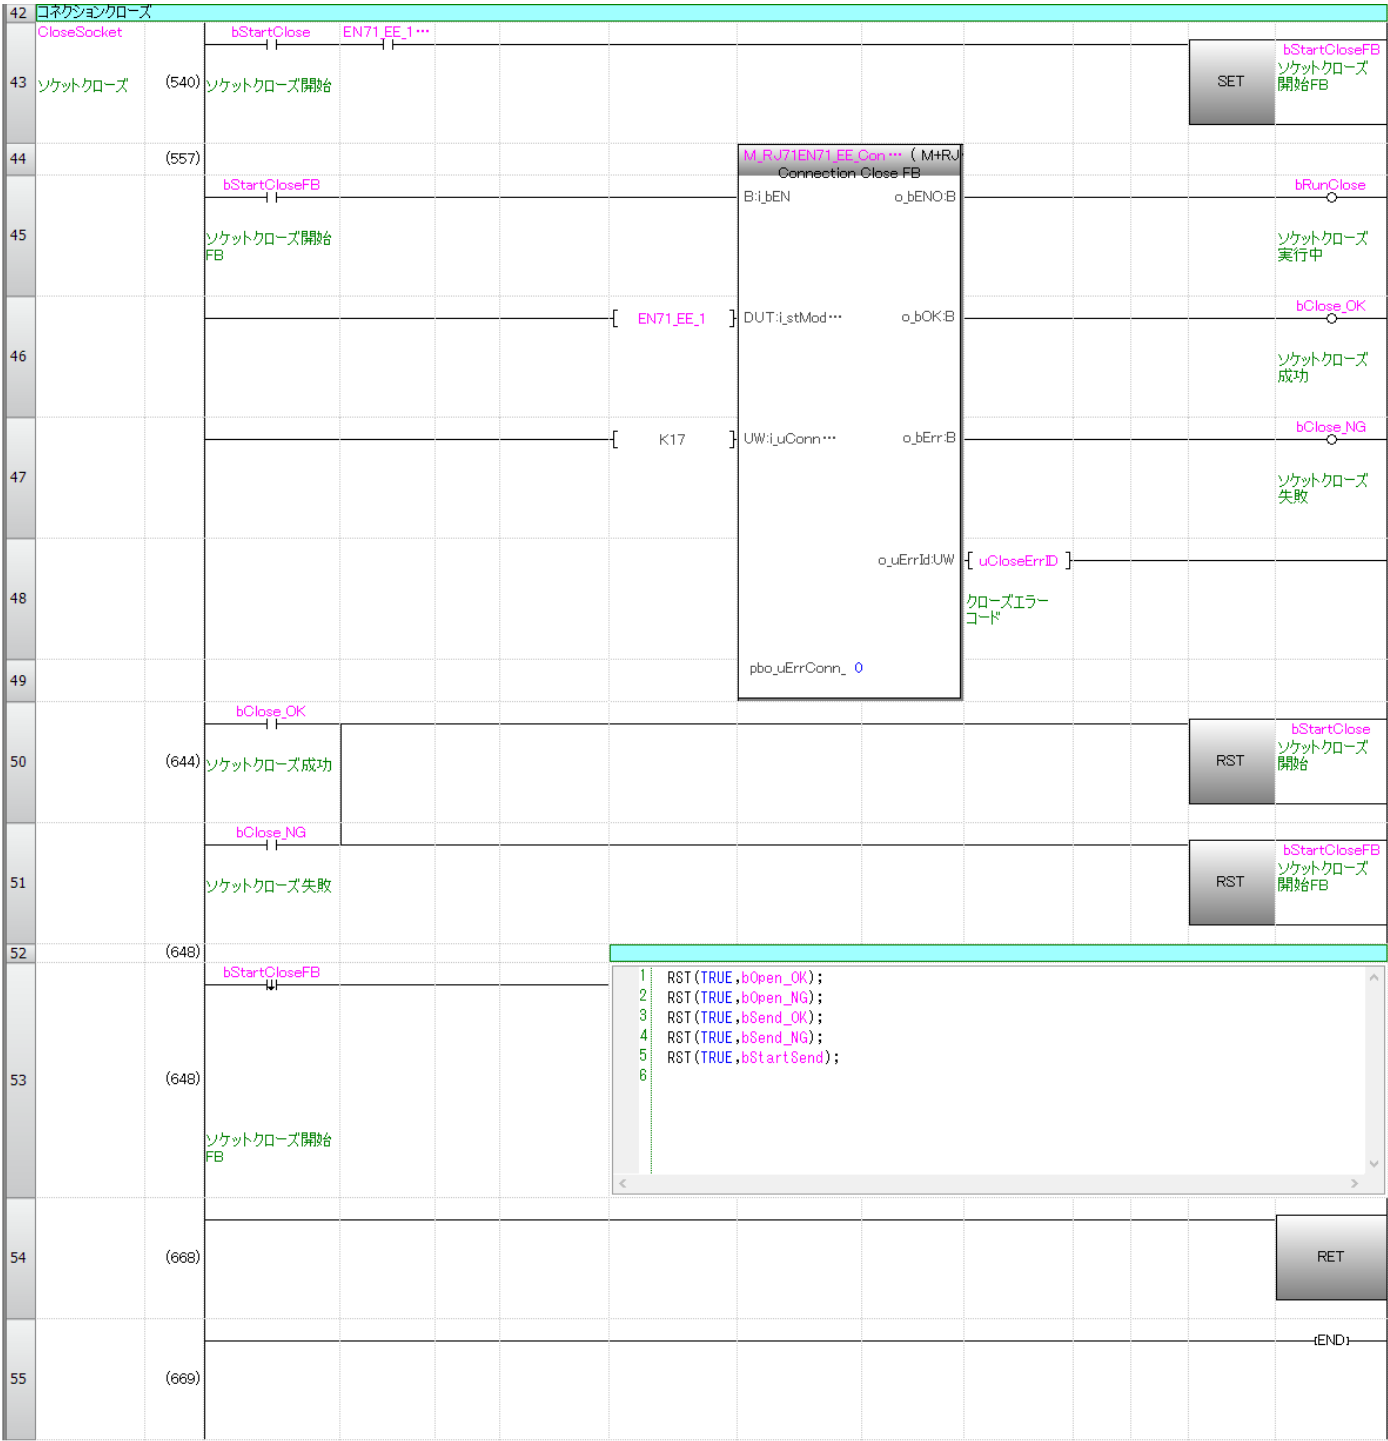 42 コネクションクローズ
CloseSocket bStartClose EN71_EE_1…
bStartCloseFB
43 ソケットクローズ (540) ソケットクローズ開始 SET ソケットクローズ
開始FB
44 (557) M_RJ71EN71_EE_Con… ( M+RJ
Connection Close FB
bStartCloseFB bRunClose
B:i_bEN o_bENO:B
45 ソケットクローズ開始
FB
ソケットクローズ
実行中
bClose_OK
EN71_EE_1 DUT:i_stMod… o_bOK:B
46 ソケットクローズ
成功
bClose_NG
K17 UW:i_uConn… o_bErr:B
47 ソケットクローズ
失敗
o_uErrId:UW uCloseErrID
48 クローズエラー
コード
49 pbo_uErrConn_ 0
bClose_OK
bStartClose
50 (644) ソケットクローズ成功 RST ソケットクローズ
開始
bClose_NG
bStartCloseFB
51 ソケットクローズ失敗 RST ソケットクローズ
開始FB
52 (648)
bStartCloseFB
1 RST(TRUE,bOpen_OK);
2 RST(TRUE,bOpen_NG);
3 RST(TRUE,bSend_OK);
4 RST(TRUE,bSend_NG);
5 RST(TRUE,bStartSend);
6
53 (648)
ソケットクローズ開始
FB
54 (668) RET
END
55 (669)